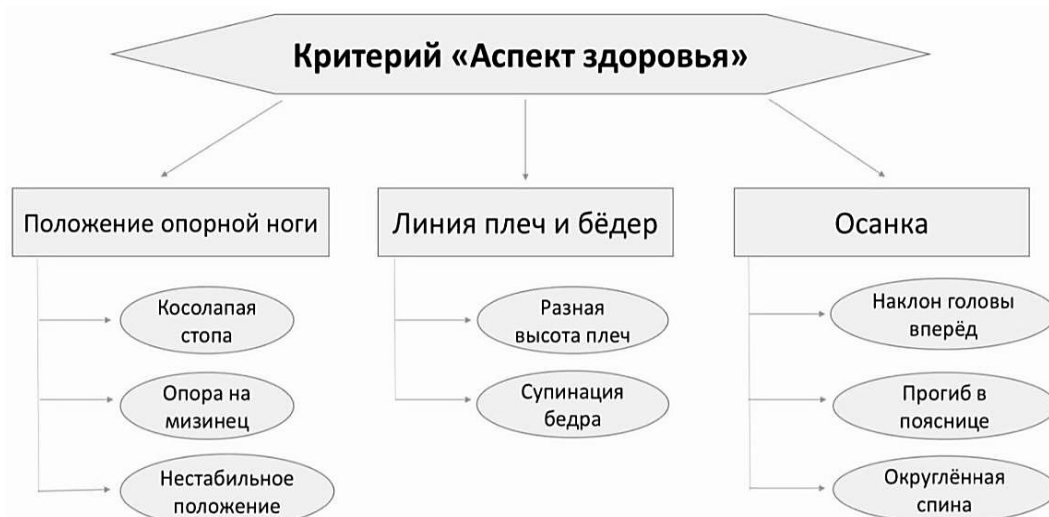 Критерий «Аспект здоровья»
Положение опорной ноги
Косолапая
стопа
Опора на
мизинец
Нестабильное
положение
Линия плеч и бёдер
Разная
высота плеч
Супинация
бедра
Осанка
Наклон головы
вперёд
Прогиб в
пояснице
Округлённая
спина